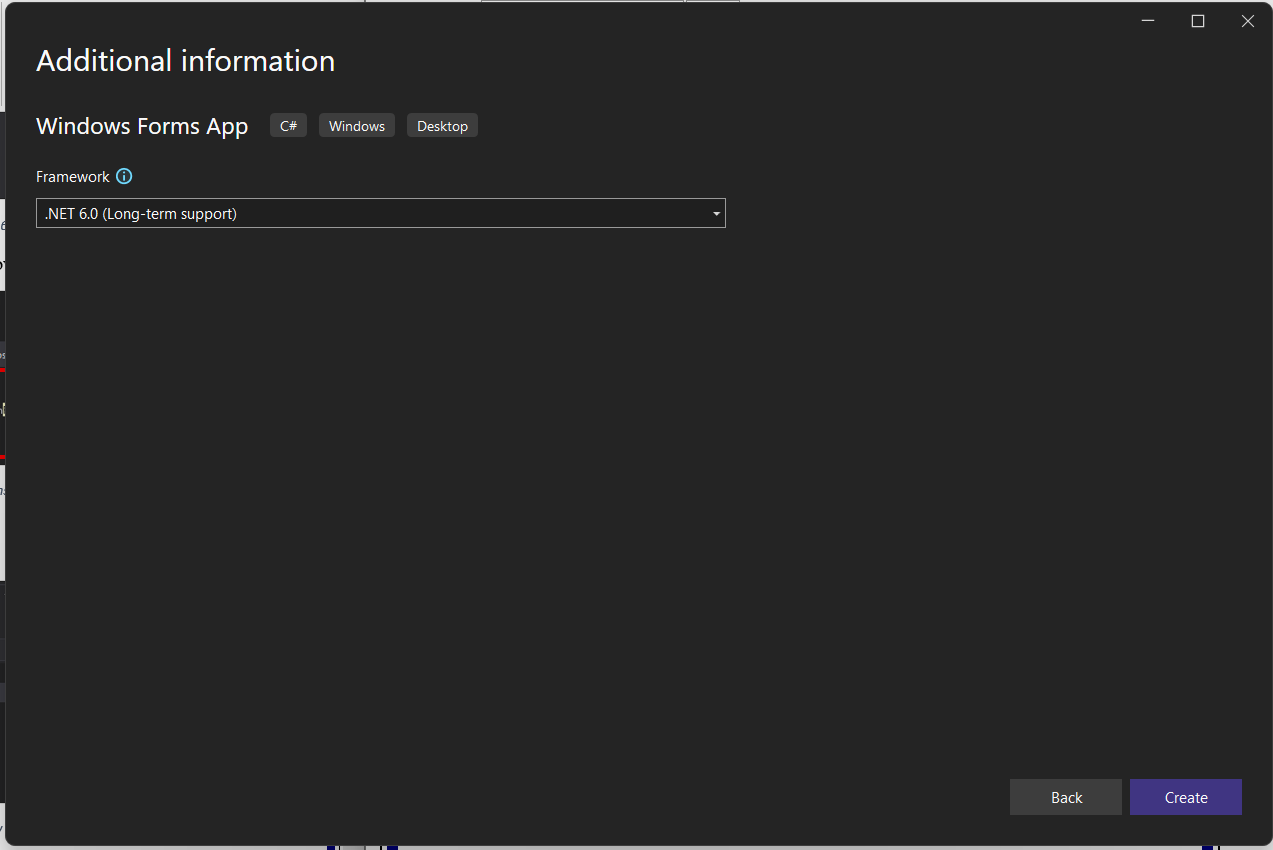 Additional information
Windows Forms App C# Windows Desktop
Framework
.NET 6.0 (Long-term support)
Back Create